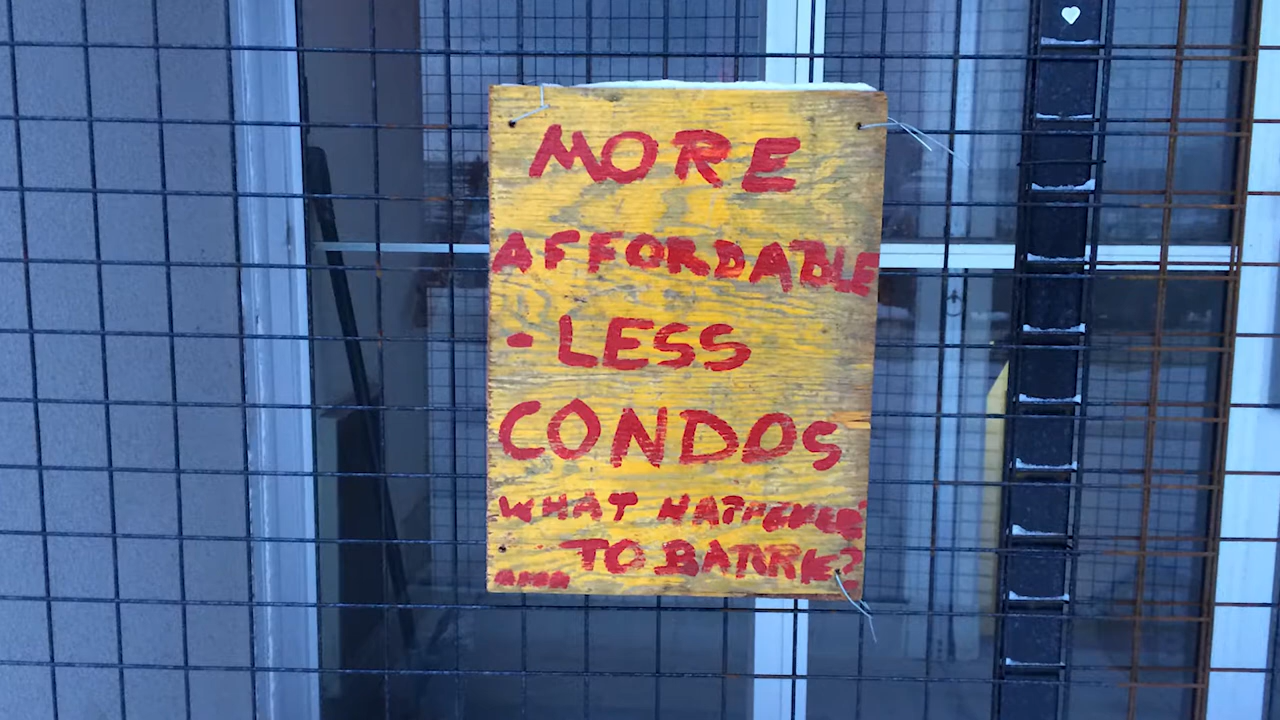 MORE
AFFORDABLE
- LESS
CONDOS
WHAT HAPPENED
TO BARRIE?